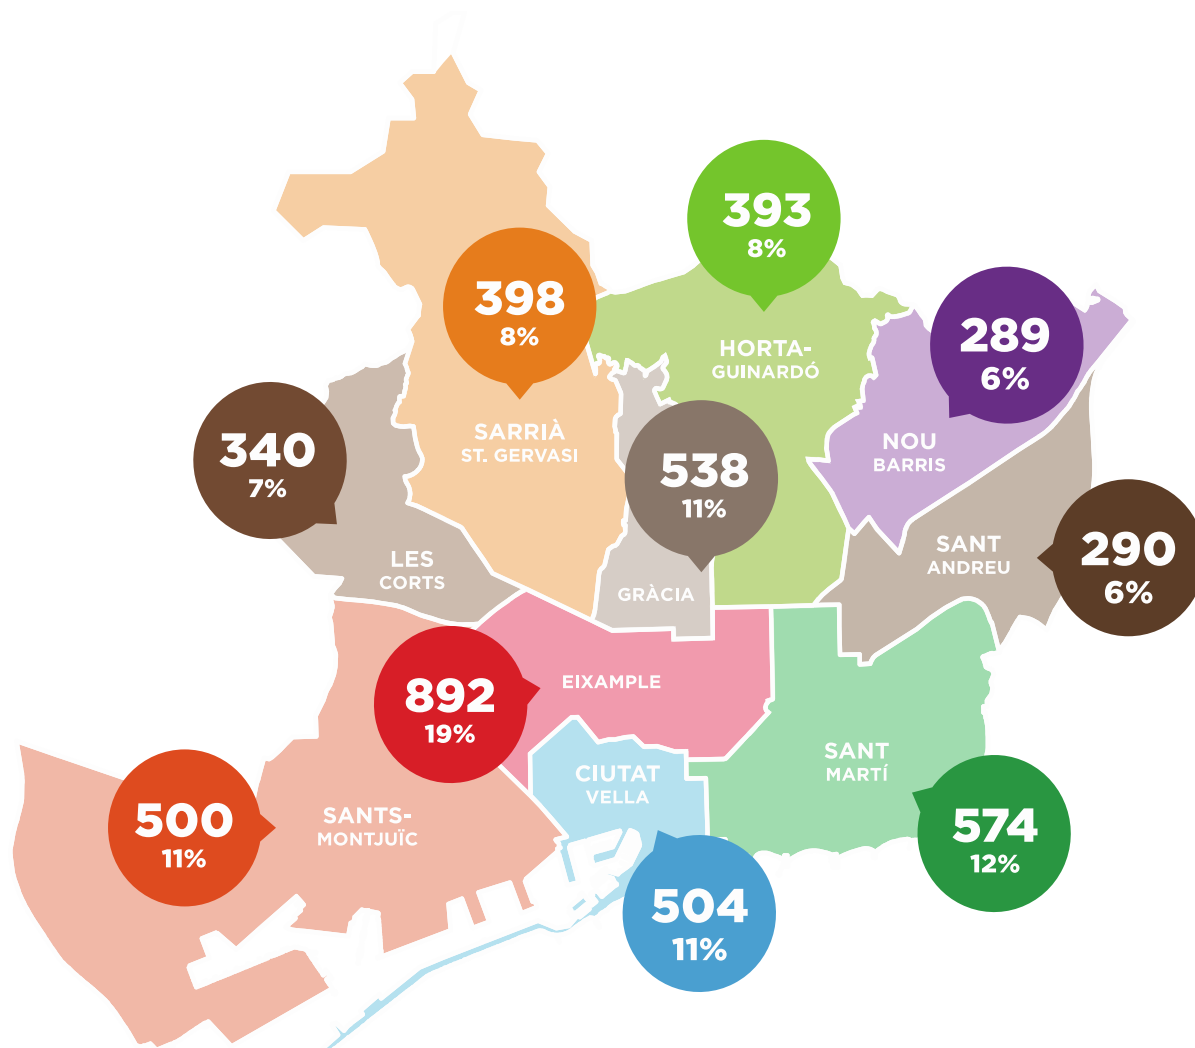 393
8%
398
8%
289
6%
HORTA-
GUINARDÓ
SARRIÀ
ST. GERVASI
340
7%
538
11%
NOU
BARRIS
LES
CORTS
GRÀCIA
SANT
ANDREU
290
6%
892
19%
EIXAMPLE
CIUTAT
VELLA
SANT
MARTÍ
500
11%
SANTS-
MONTJUÏC
574
12%
504
11%